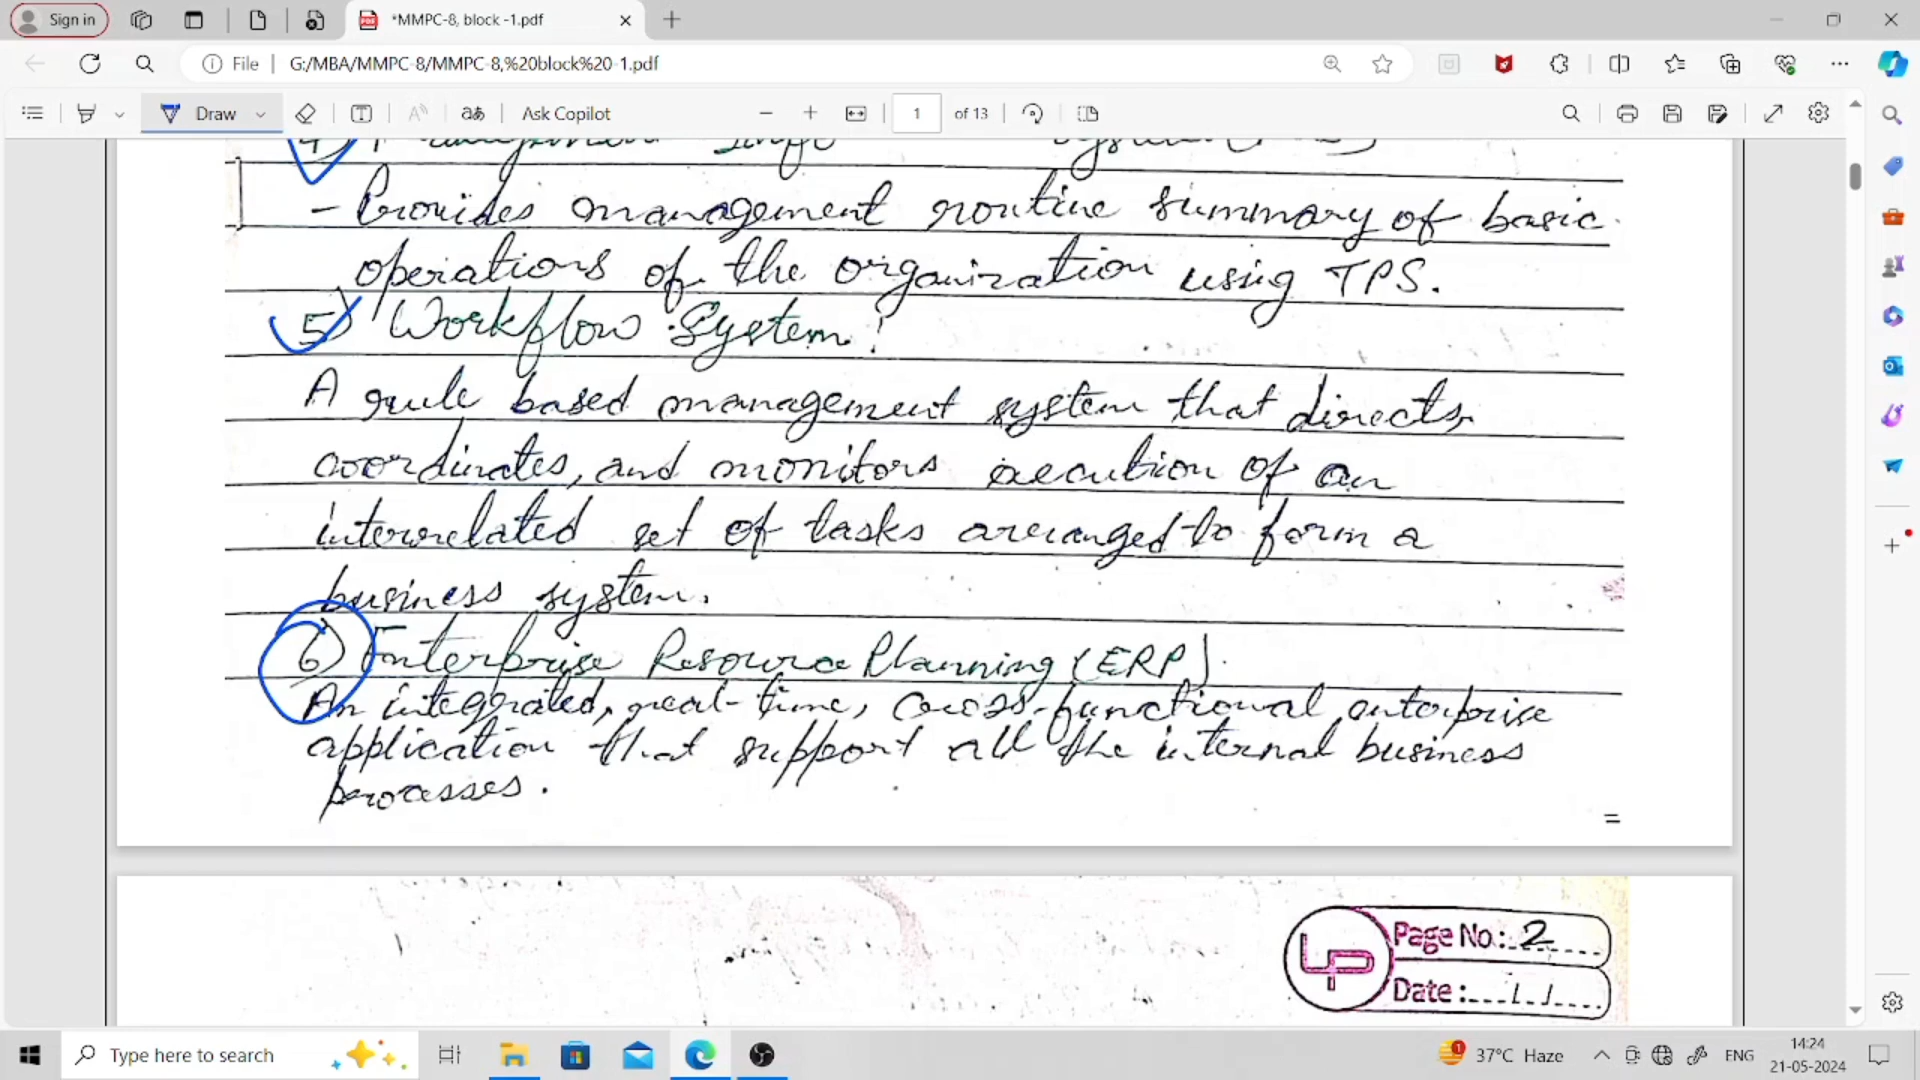 Sign in
*MMPC-8, block -1.pdf
File
G:/MBA/MMPC-8/MMPC-8,%20block%20-1.pdf
Draw
Ask Copilot
1 of 13
4)
- Provides management routine summary of basic
operations of the organization using TPS.
5) Workflow System:
A rule based management system that directs,
coordinates, and monitors execution of an
interrelated set of tasks arranged to form a
business system.
6) Enterprise Resource Planning (ERP).
An integrated, real-time, cross-functional enterprise
application that support all the internal business
processes.
LP
Page No: 2
Date:
Type here to search
37°C Haze
ENG
14:24
21-05-2024